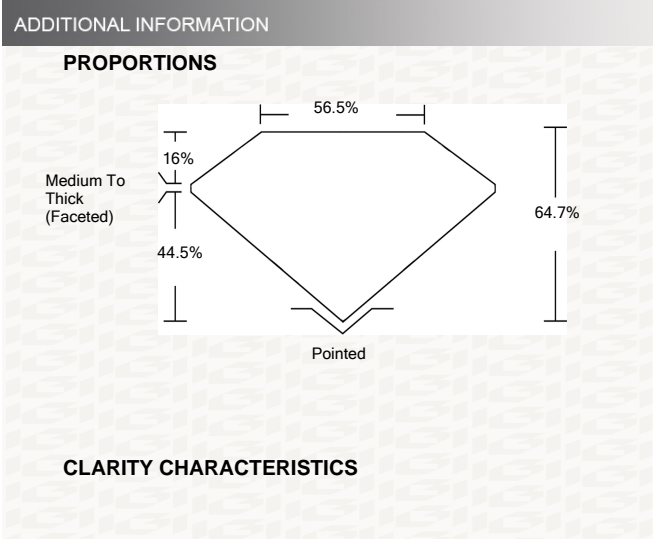 ADDITIONAL INFORMATION
PROPORTIONS
56.5%
16%
Medium To
Thick
(Faceted)
64.7%
44.5%
Pointed
CLARITY CHARACTERISTICS